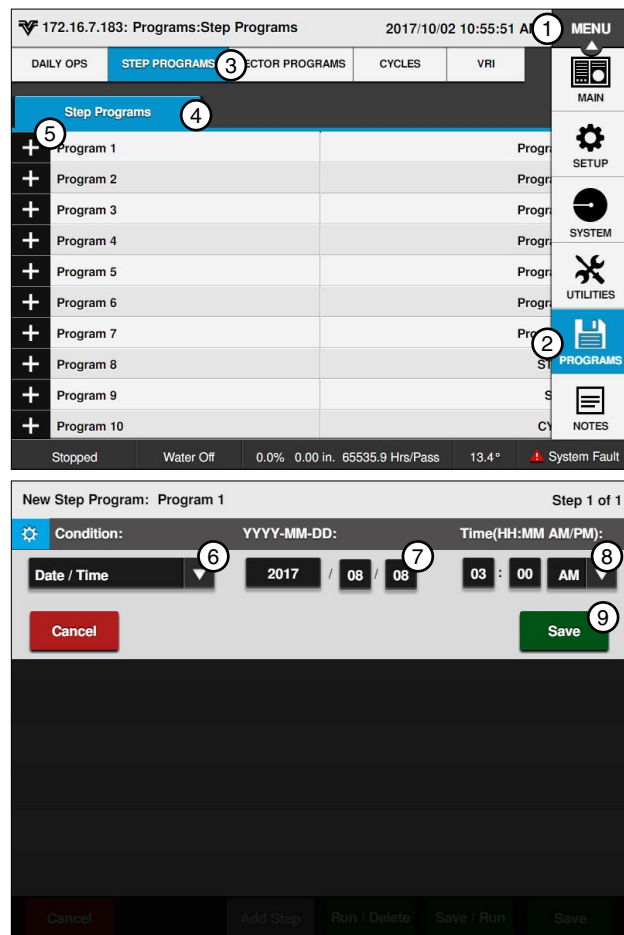 172.16.7.183: Programs:Step Programs 2017/10/02 10:55:51 1 MENU
DAILY OPS STEP PROGRAMS 3 ECTOR PROGRAMS CYCLES VRI
MAIN
Step Programs 4
5
Program 1 Progr
SETUP
Program 2 Progr
Program 3 Progr
SYSTEM
Program 4 Progr
Program 5 Progr
UTILITIES
Program 6 Progr
Program 7 Pro
2
PROGRAMS
Program 8 ST
Program 9 S
Program 10 CY
NOTES
Stopped Water Off 0.0% 0.00 in. 65535.9 Hrs/Pass 13.4° System Fault
New Step Program: Program 1 Step 1 of 1
Condition: YYYY-MM-DD: Time(HH:MM AM/PM):
6 7 8
Date / Time 2017 / 08 / 08 03 : 00 AM
9
Cancel Save
Cancel Add Step Run / Delete Save / Run Save